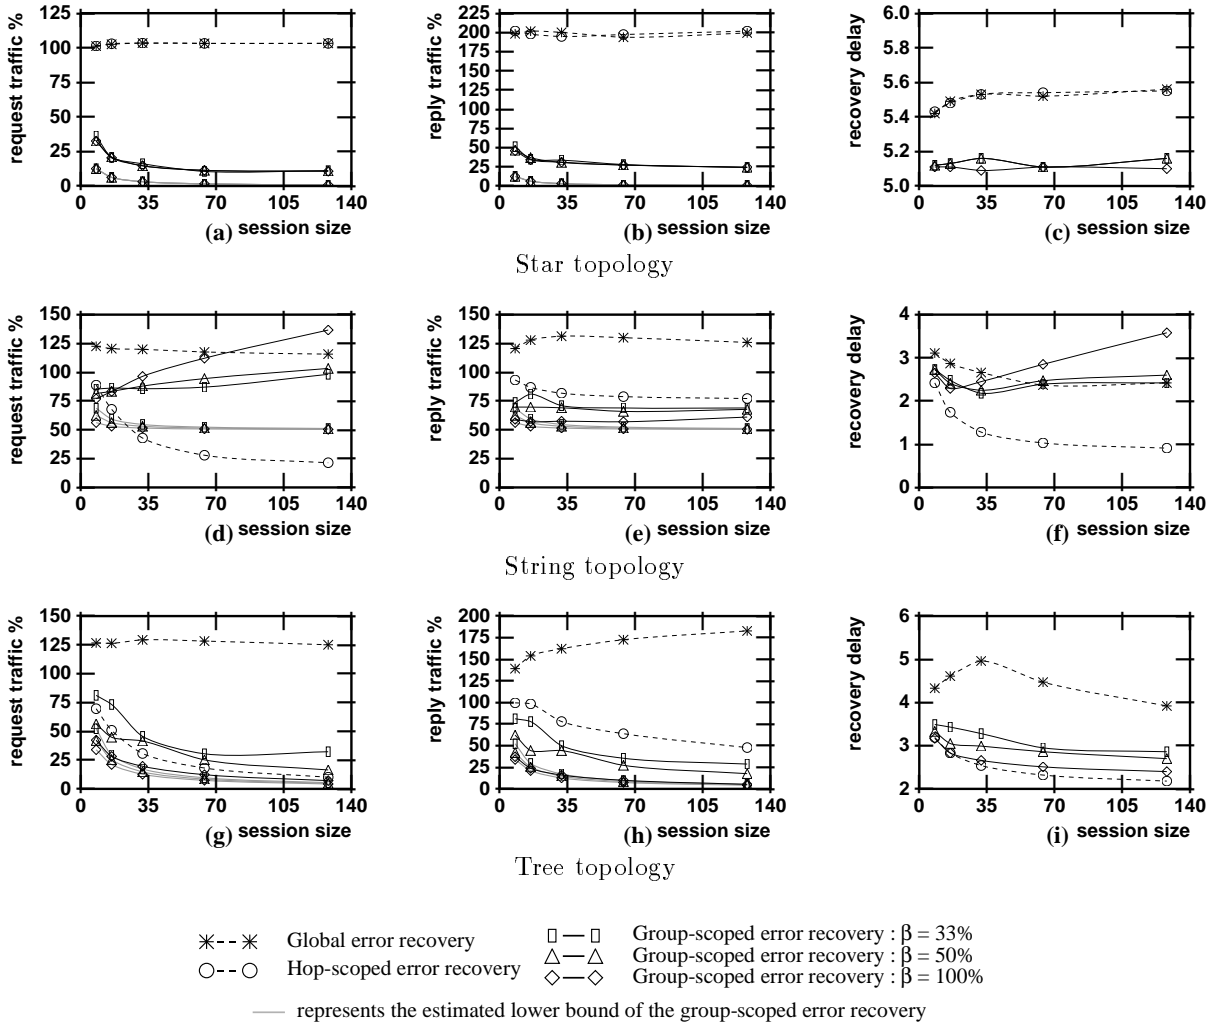 request traffic %
125
100
75
50
25
0
0 35 70 105 140
(a) session size
reply traffic %
225
200
175
150
125
100
75
50
25
0
0 35 70 105 140
(b) session size
recovery delay
6.0
5.8
5.6
5.4
5.2
5.0
0 35 70 105 140
(c) session size
Star topology
request traffic %
150
125
100
75
50
25
0
0 35 70 105 140
(d) session size
reply traffic %
150
125
100
75
50
25
0
0 35 70 105 140
(e) session size
recovery delay
4
3
2
1
0
0 35 70 105 140
(f) session size
String topology
request traffic %
150
125
100
75
50
25
0
0 35 70 105 140
(g) session size
reply traffic %
200
175
150
125
100
75
50
25
0
0 35 70 105 140
(h) session size
recovery delay
6
5
4
3
2
0 35 70 105 140
(i) session size
Tree topology
Global error recovery
Hop-scoped error recovery
Group-scoped error recovery : β = 33%
Group-scoped error recovery : β = 50%
Group-scoped error recovery : β = 100%
represents the estimated lower bound of the group-scoped error recovery